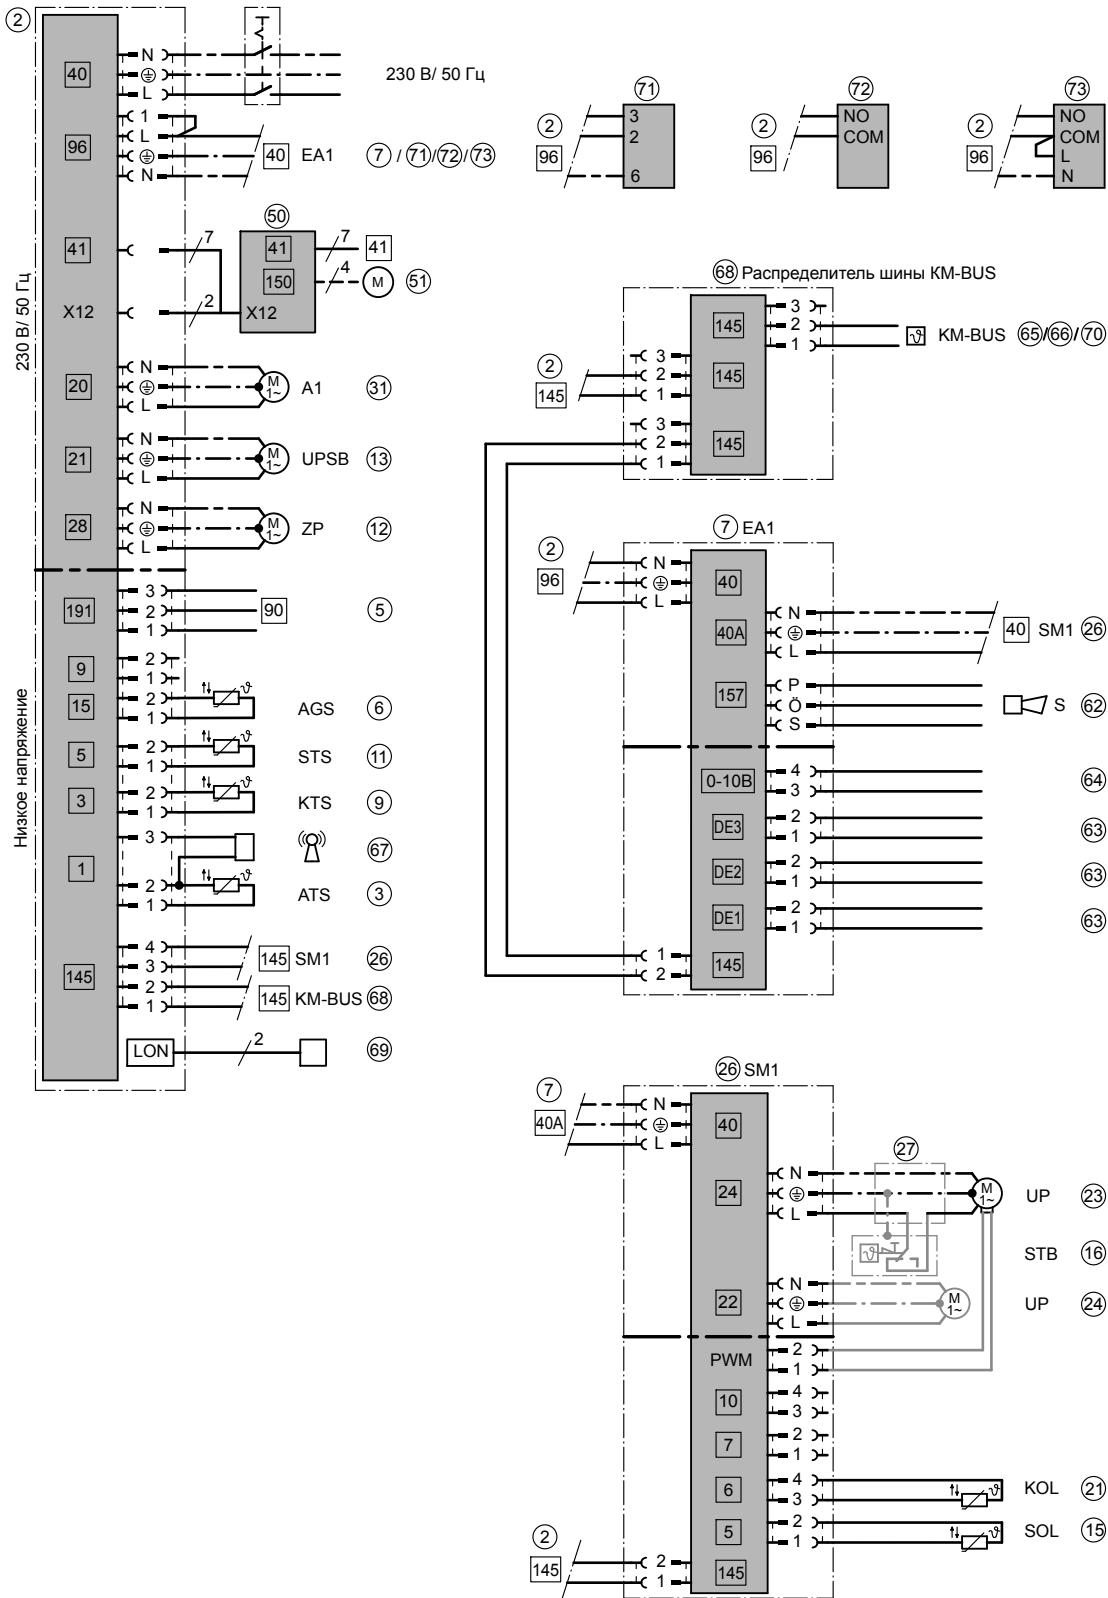 2
230 В/ 50 Гц
Низкое напряжение
40
N
L
230 В/ 50 Гц
96
1
L
N
40 EA1 7 / 71/72/73
50
41
7
41
7
41
150
4
M
51
X12
2
X12
20
N
L
M
1~
A1 31
21
N
L
M
1~
UPSB 13
28
N
L
M
1~
ZP 12
191
3
2
1
90
5
9
2
1
15
2
1
ϑ
AGS 6
5
2
1
ϑ
STS 11
3
2
1
ϑ
KTS 9
1
3
67
2
1
ϑ
ATS 3
145
4
3
2
1
145 SM1 26
145 KM-BUS 68
LON
2
69
71
2
96
3
2
6
72
2
96
NO
COM
73
2
96
NO
COM
L
N
68 Распределитель шины KM-BUS
145
3
2
1
ϑ
KM-BUS 65/66/70
2
145
3
2
1
145
3
2
1
145
7 EA1
2
96
N
L
40
40A
N
L
40 SM1 26
157
P
Ö
S
S 62
0-10В
4
3
64
DE3
2
1
63
DE2
2
1
63
DE1
2
1
63
1
2
145
26 SM1
7
40A
N
L
40
27
24
N
L
M
1~
UP 23
ϑ
STB 16
22
N
L
M
1~
UP 24
PWM
2
1
10
4
3
7
2
1
6
4
3
ϑ
KOL 21
5
2
1
ϑ
SOL 15
2
145
2
1
145